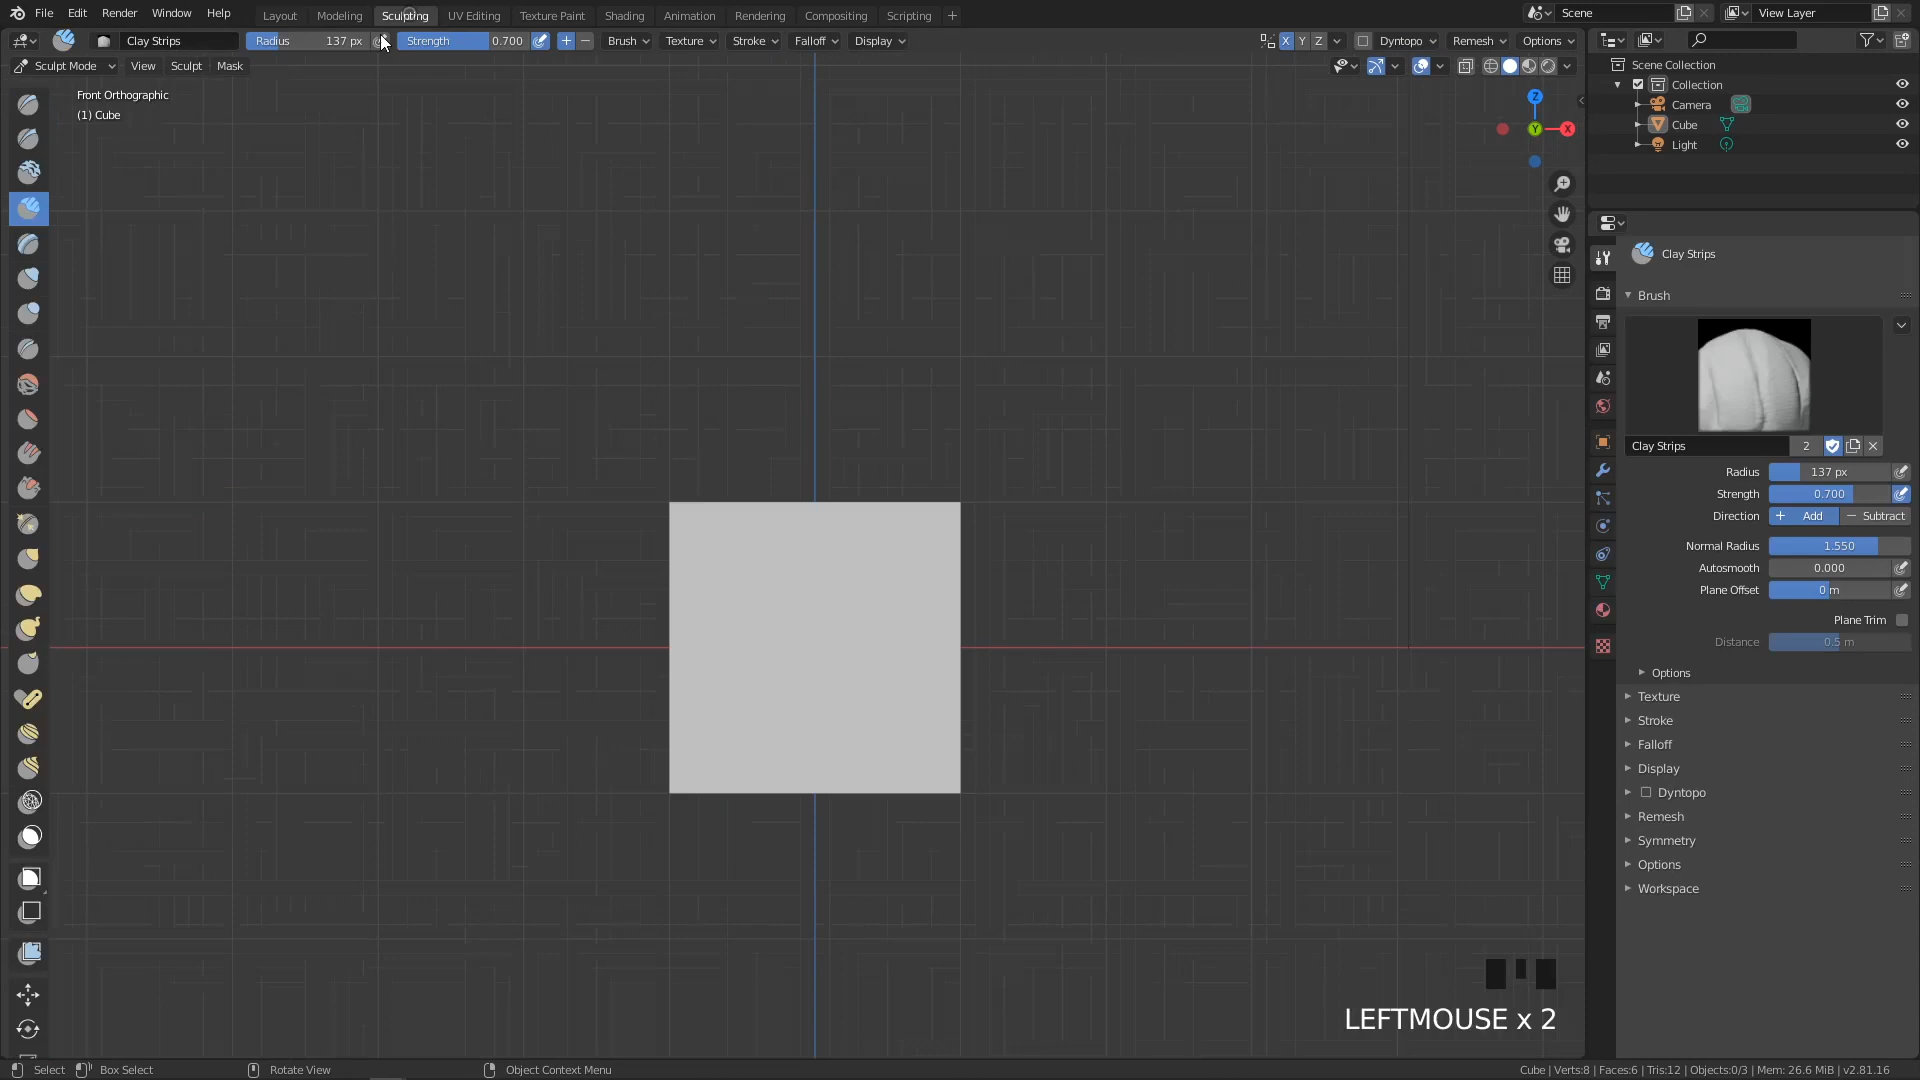 File Edit Render Window Help Layout Modeling Sculpting UV Editing Texture Paint Shading Animation Rendering Compositing Scripting + Scene View Layer
Clay Strips Radius 137 px Strength 0.700 Brush Texture Stroke Falloff Display X Y Z Dyntopo Remesh Options
Sculpt Mode View Sculpt Mask
Scene Collection
Collection
Camera
Cube
Light
Front Orthographic
(1) Cube
Z
Y
X
Clay Strips
Brush
Clay Strips 2
Radius 137 px
Strength 0.700
Direction + Add − Subtract
Normal Radius 1.550
Autosmooth 0.000
Plane Offset 0 m
Plane Trim
Distance 0.5 m
Options
Texture
Stroke
Falloff
Display
Dyntopo
Remesh
Symmetry
Options
Workspace
LEFTMOUSE x 2
Select Box Select Rotate View Object Context Menu Cube | Verts:8 | Faces:6 | Tris:12 | Objects:0/3 | Mem: 26.6 MiB | v2.81.16